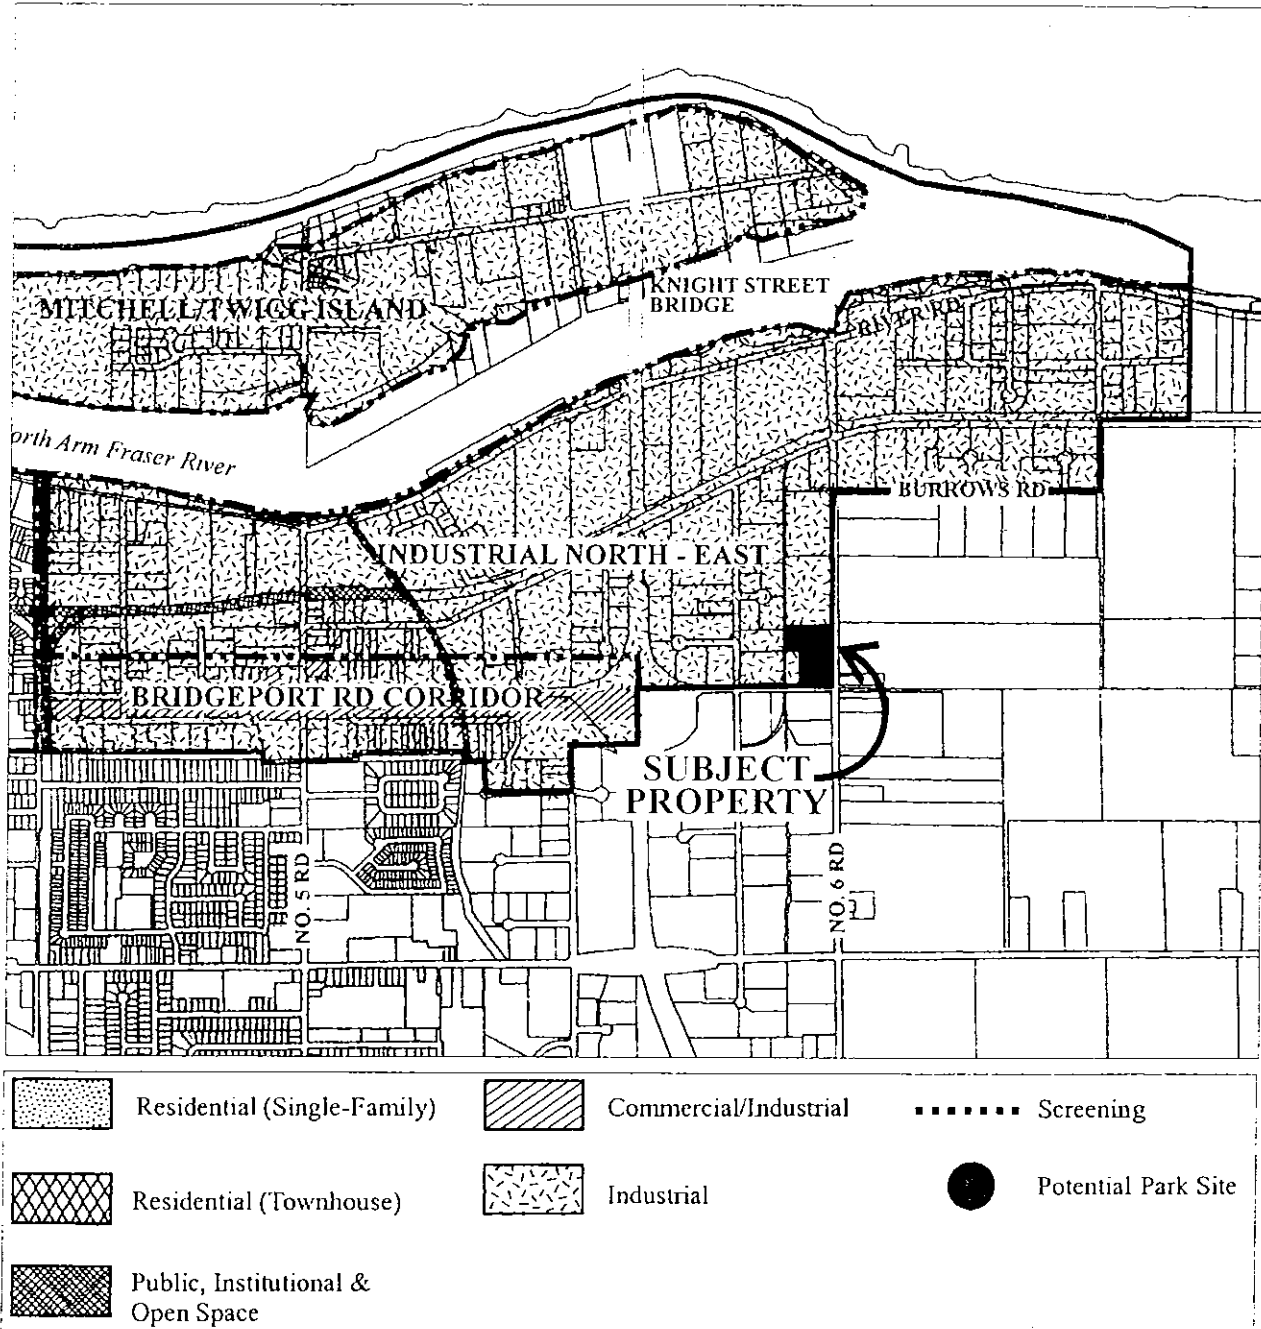 KNIGHT STREET
BRIDGE
MITCHELL/TWIGG ISLAND
RIVER RD
orth Arm Fraser River
BURROWS RD
INDUSTRIAL NORTH - EAST
BRIDGEPORT RD CORRIDOR
SUBJECT
PROPERTY
NO. 5 RD
NO. 6 RD
Residential (Single-Family)
Commercial/Industrial
Screening
Residential (Townhouse)
Industrial
Potential Park Site
Public, Institutional &
Open Space